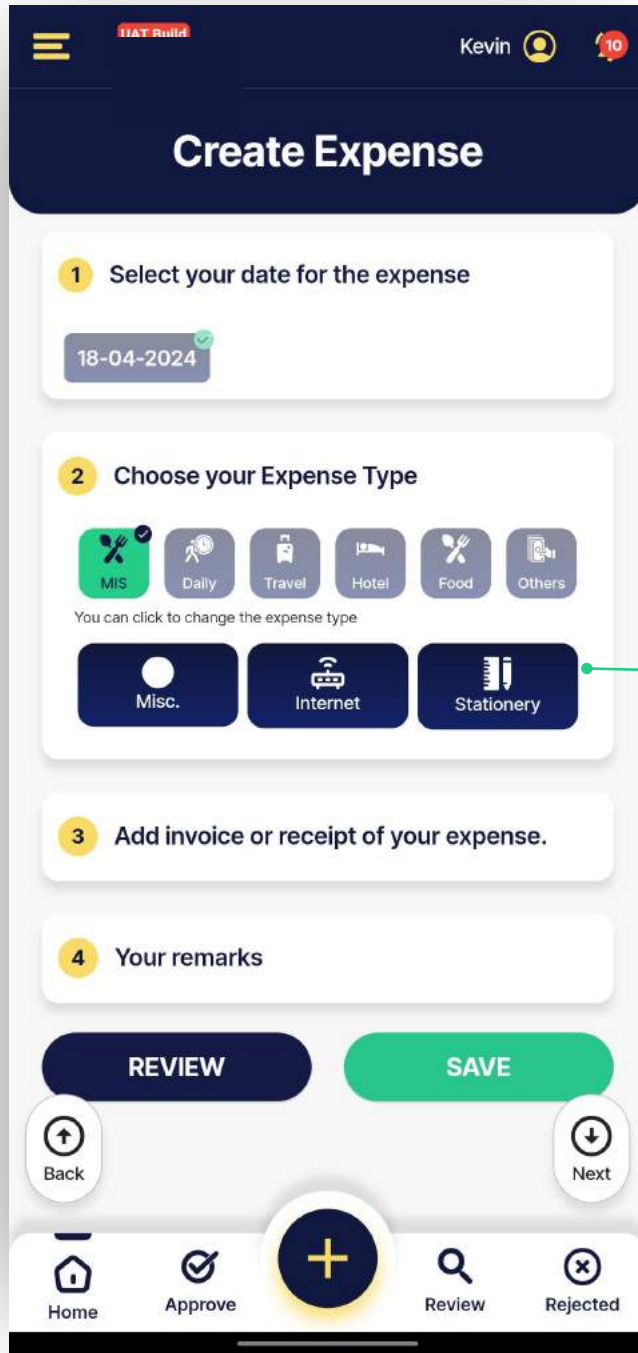 UAT Build
Kevin
10
Create Expense
1 Select your date for the expense
18-04-2024
2 Choose your Expense Type
MIS Daily Travel Hotel Food Others
You can click to change the expense type
Misc. Internet Stationery
3 Add invoice or receipt of your expense.
4 Your remarks
REVIEW SAVE
Back Next
Home Approve Review Rejected